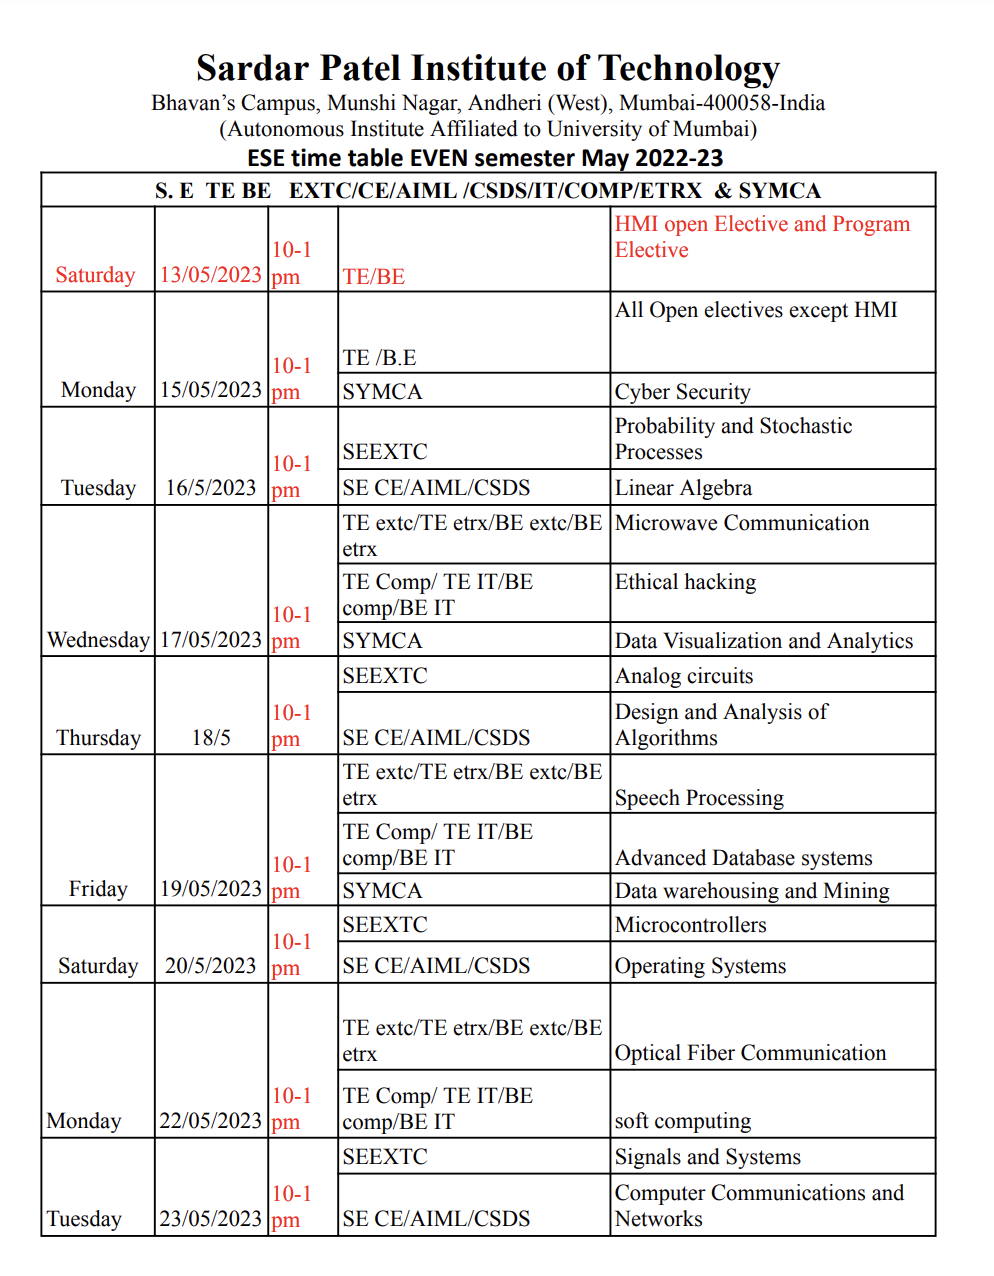 Sardar Patel Institute of Technology
Bhavan's Campus, Munshi Nagar, Andheri (West), Mumbai-400058-India
(Autonomous Institute Affiliated to University of Mumbai)
ESE time table EVEN semester May 2022-23
S. E  TE BE  EXTC/CE/AIML /CSDS/IT/COMP/ETRX  & SYMCA
Saturday 13/05/2023 10-1
pm TE/BE HMI open Elective and Program
Elective
Monday 15/05/2023 10-1
pm TE /B.E All Open electives except HMI
SYMCA Cyber Security
Tuesday 16/5/2023 10-1
pm SEEXTC Probability and Stochastic
Processes
SE CE/AIML/CSDS Linear Algebra
Wednesday 17/05/2023 10-1
pm TE extc/TE etrx/BE extc/BE
etrx Microwave Communication
TE Comp/ TE IT/BE
comp/BE IT Ethical hacking
SYMCA Data Visualization and Analytics
Thursday 18/5 10-1
pm SEEXTC Analog circuits
SE CE/AIML/CSDS Design and Analysis of
Algorithms
Friday 19/05/2023 10-1
pm TE extc/TE etrx/BE extc/BE
etrx Speech Processing
TE Comp/ TE IT/BE
comp/BE IT Advanced Database systems
SYMCA Data warehousing and Mining
Saturday 20/5/2023 10-1
pm SEEXTC Microcontrollers
SE CE/AIML/CSDS Operating Systems
Monday 22/05/2023 10-1
pm TE extc/TE etrx/BE extc/BE
etrx Optical Fiber Communication
TE Comp/ TE IT/BE
comp/BE IT soft computing
Tuesday 23/05/2023 10-1
pm SEEXTC Signals and Systems
SE CE/AIML/CSDS Computer Communications and
Networks